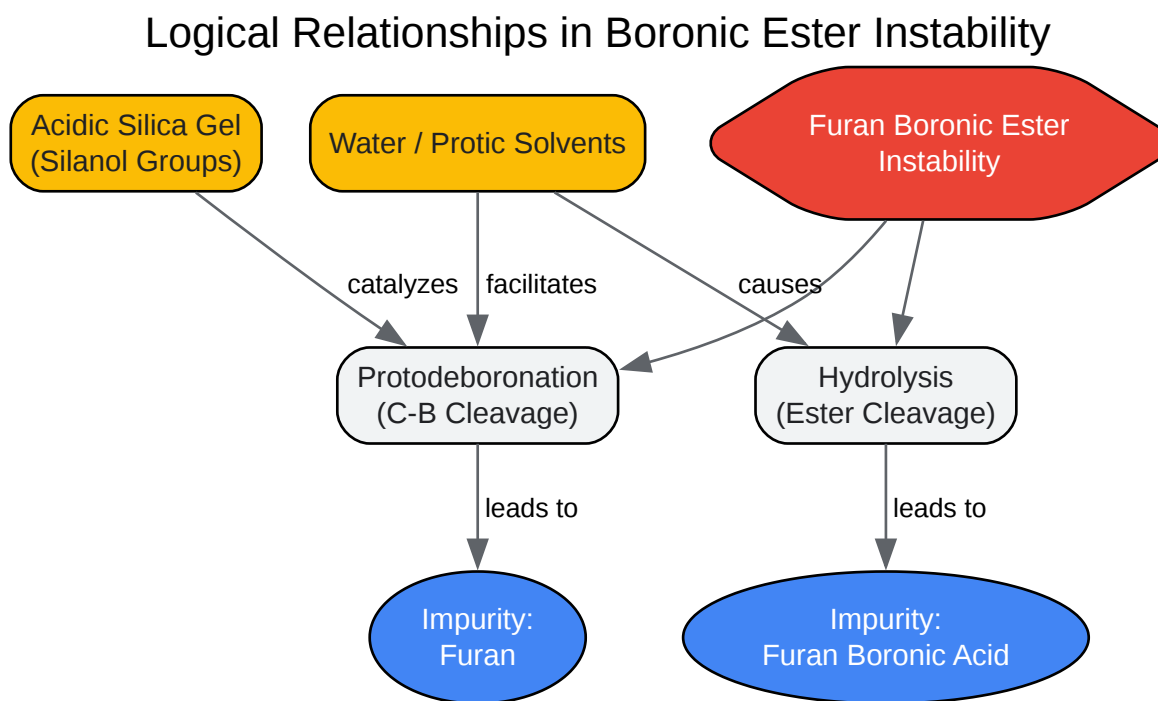 Logical Relationships in Boronic Ester Instability
Acidic Silica Gel
(Silanol Groups)
Water / Protic Solvents
Furan Boronic Ester
Instability
catalyzes
facilitates
causes
Protodeboronation
(C-B Cleavage)
Hydrolysis
(Ester Cleavage)
leads to
leads to
Impurity:
Furan
Impurity:
Furan Boronic Acid